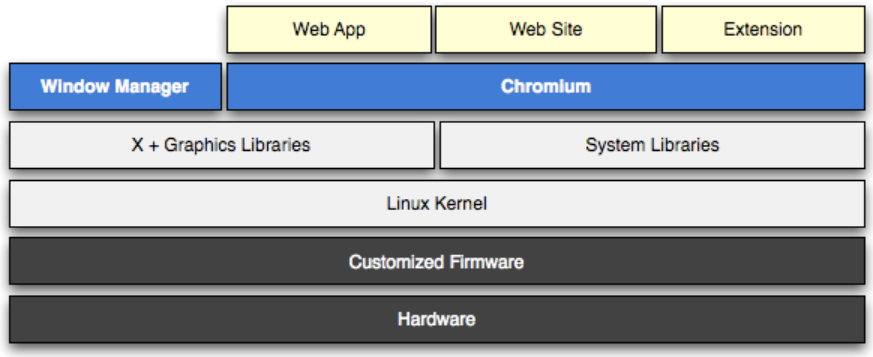 Web App
Web Site
Extension
Window Manager
Chromium
X + Graphics Libraries
System Libraries
Linux Kernel
Customized Firmware
Hardware